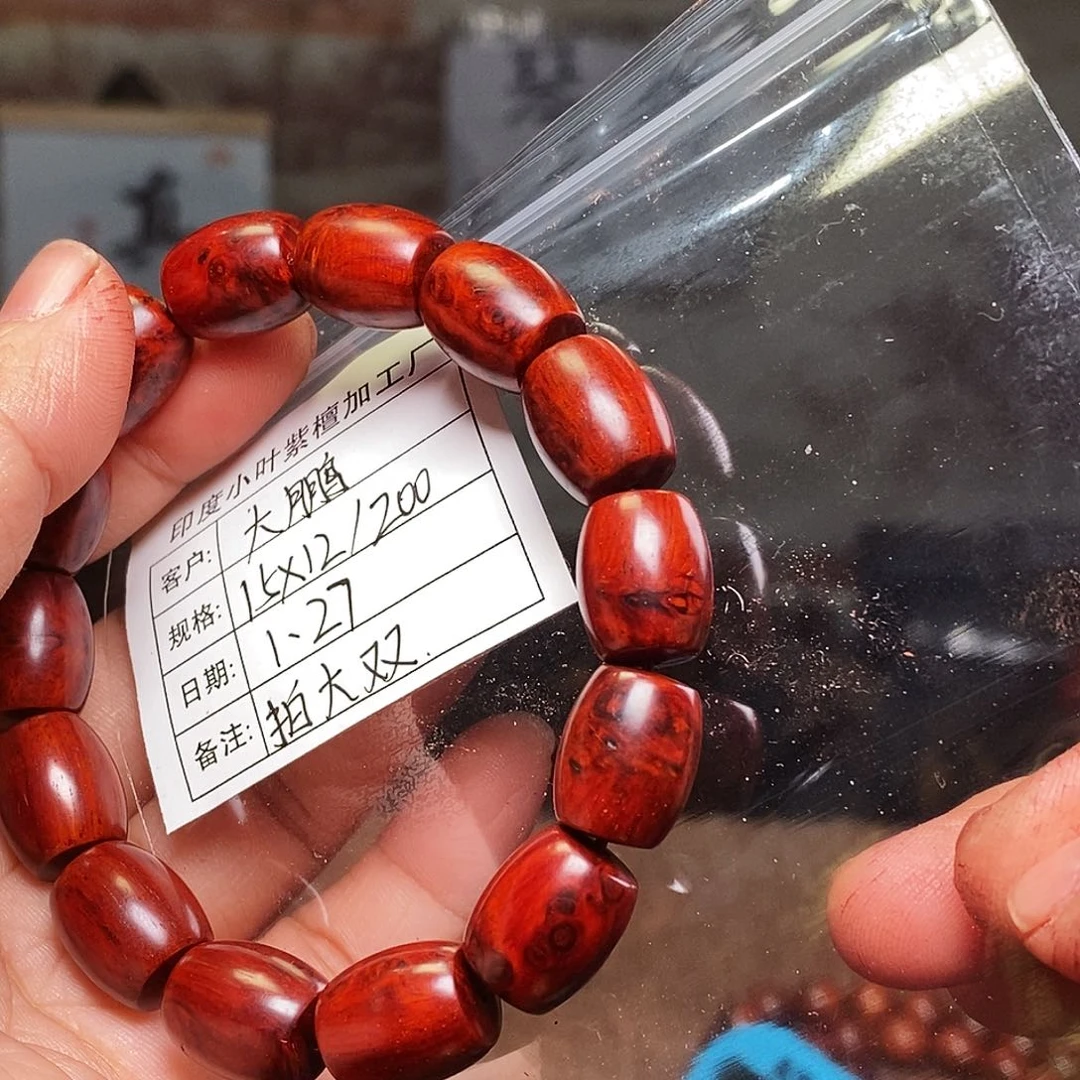 印度小叶紫檀加工厂
客户: 大鹏
规格: 15X12/200
日期: 1.27
备注: 拍大双.